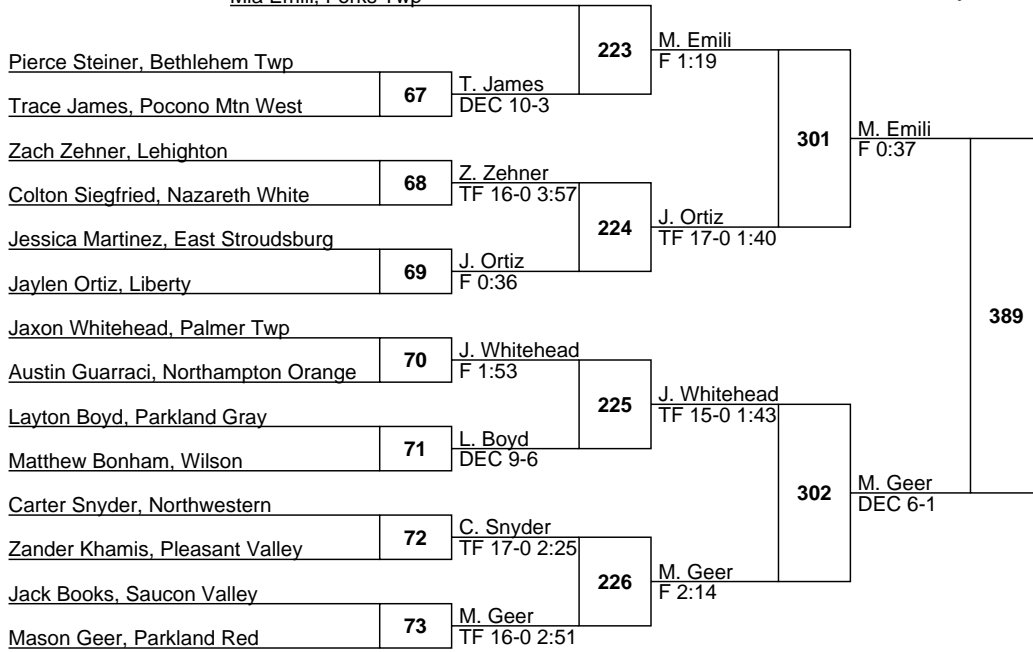 Mia Emili, Forks Twp
223
M. Emili
F 1:19
Pierce Steiner, Bethlehem Twp
67
T. James
DEC 10-3
Trace James, Pocono Mtn West
301
M. Emili
F 0:37
Zach Zehner, Lehighton
68
Z. Zehner
TF 16-0 3:57
Colton Siegfried, Nazareth White
224
J. Ortiz
TF 17-0 1:40
Jessica Martinez, East Stroudsburg
69
J. Ortiz
F 0:36
Jaylen Ortiz, Liberty
389
Jaxon Whitehead, Palmer Twp
70
J. Whitehead
F 1:53
Austin Guarraci, Northampton Orange
225
J. Whitehead
TF 15-0 1:43
Layton Boyd, Parkland Gray
71
L. Boyd
DEC 9-6
Matthew Bonham, Wilson
302
M. Geer
DEC 6-1
Carter Snyder, Northwestern
72
C. Snyder
TF 17-0 2:25
Zander Khamis, Pleasant Valley
226
M. Geer
F 2:14
Jack Books, Saucon Valley
73
M. Geer
TF 16-0 2:51
Mason Geer, Parkland Red